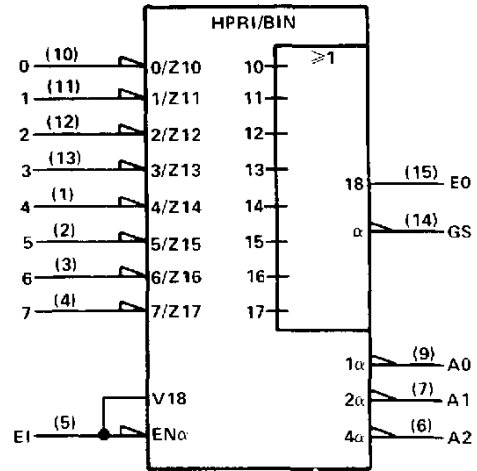 HPRI/BIN
≥1
0 (10) 0/Z10 10
1 (11) 1/Z11 11
2 (12) 2/Z12 12
3 (13) 3/Z13 13
18 (15) EO
4 (1) 4/Z14 14
α (14) GS
5 (2) 5/Z15 15
6 (3) 6/Z16 16
7 (4) 7/Z17 17
1α (9) A0
V18 2α (7) A1
EI (5) ENα 4α (6) A2